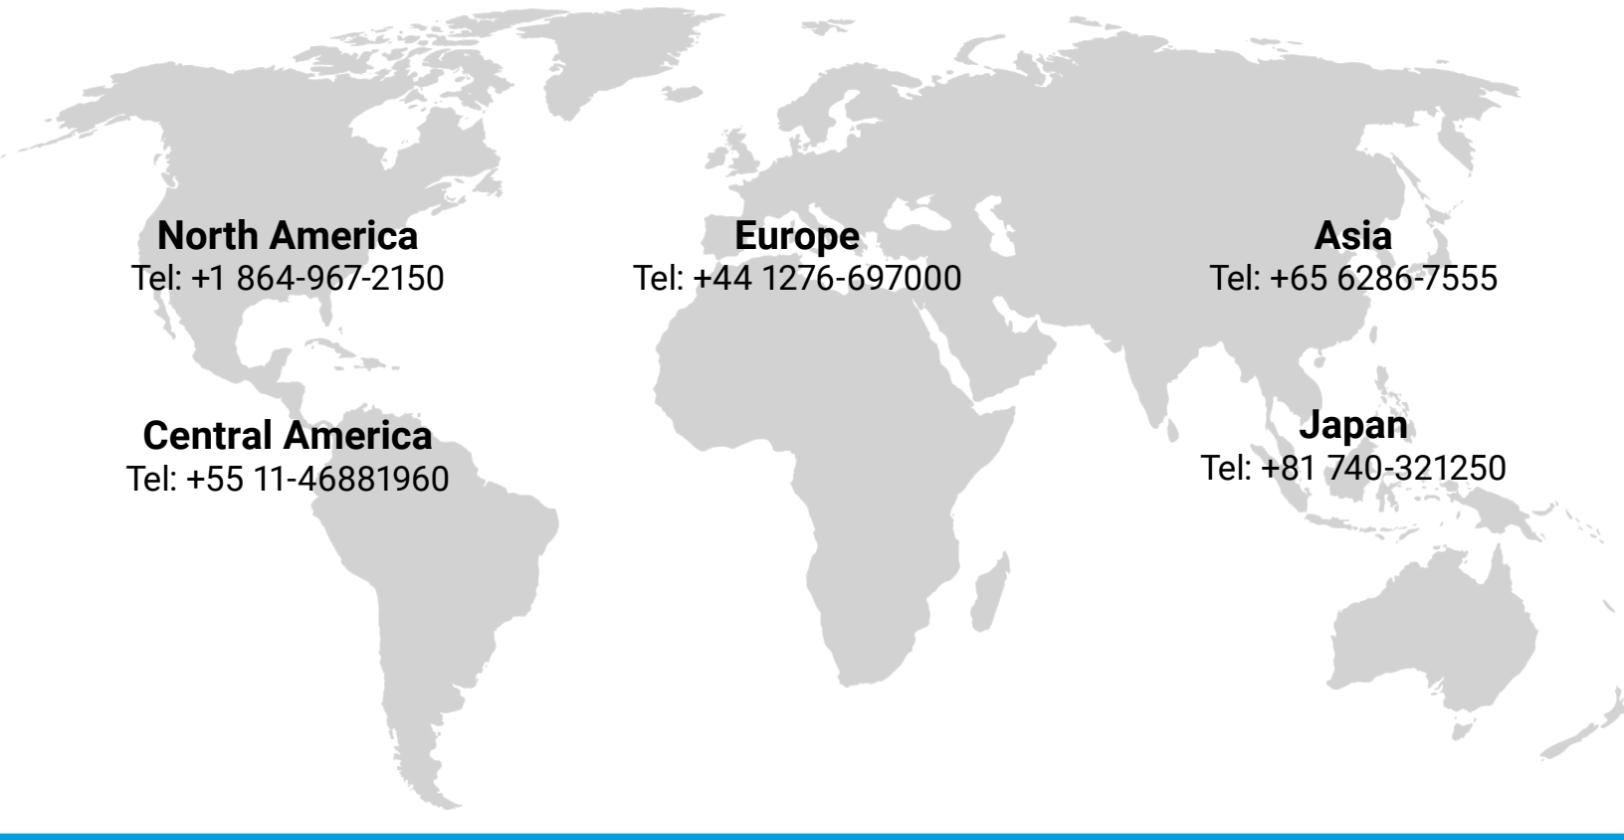 North America
Tel: +1 864-967-2150
Europe
Tel: +44 1276-697000
Asia
Tel: +65 6286-7555
Central America
Tel: +55 11-46881960
Japan
Tel: +81 740-321250